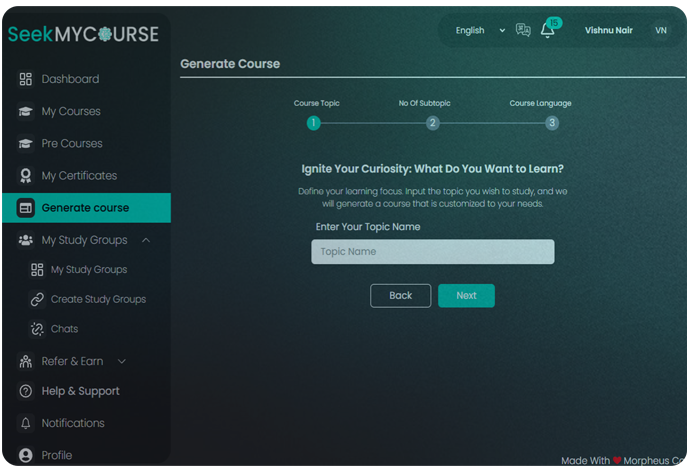 SeekMYCOURSE
English
15
Vishnu Nair
VN
Dashboard
My Courses
Pre Courses
My Certificates
Generate course
My Study Groups
My Study Groups
Create Study Groups
Chats
Refer & Earn
Help & Support
Notifications
Profile
Generate Course
Course Topic
No Of Subtopic
Course Language
1
2
3
Ignite Your Curiosity: What Do You Want to Learn?
Define your learning focus. Input the topic you wish to study, and we
will generate a course that is customized to your needs.
Enter Your Topic Name
Topic Name
Back
Next
Made With ❤ Morpheus Co